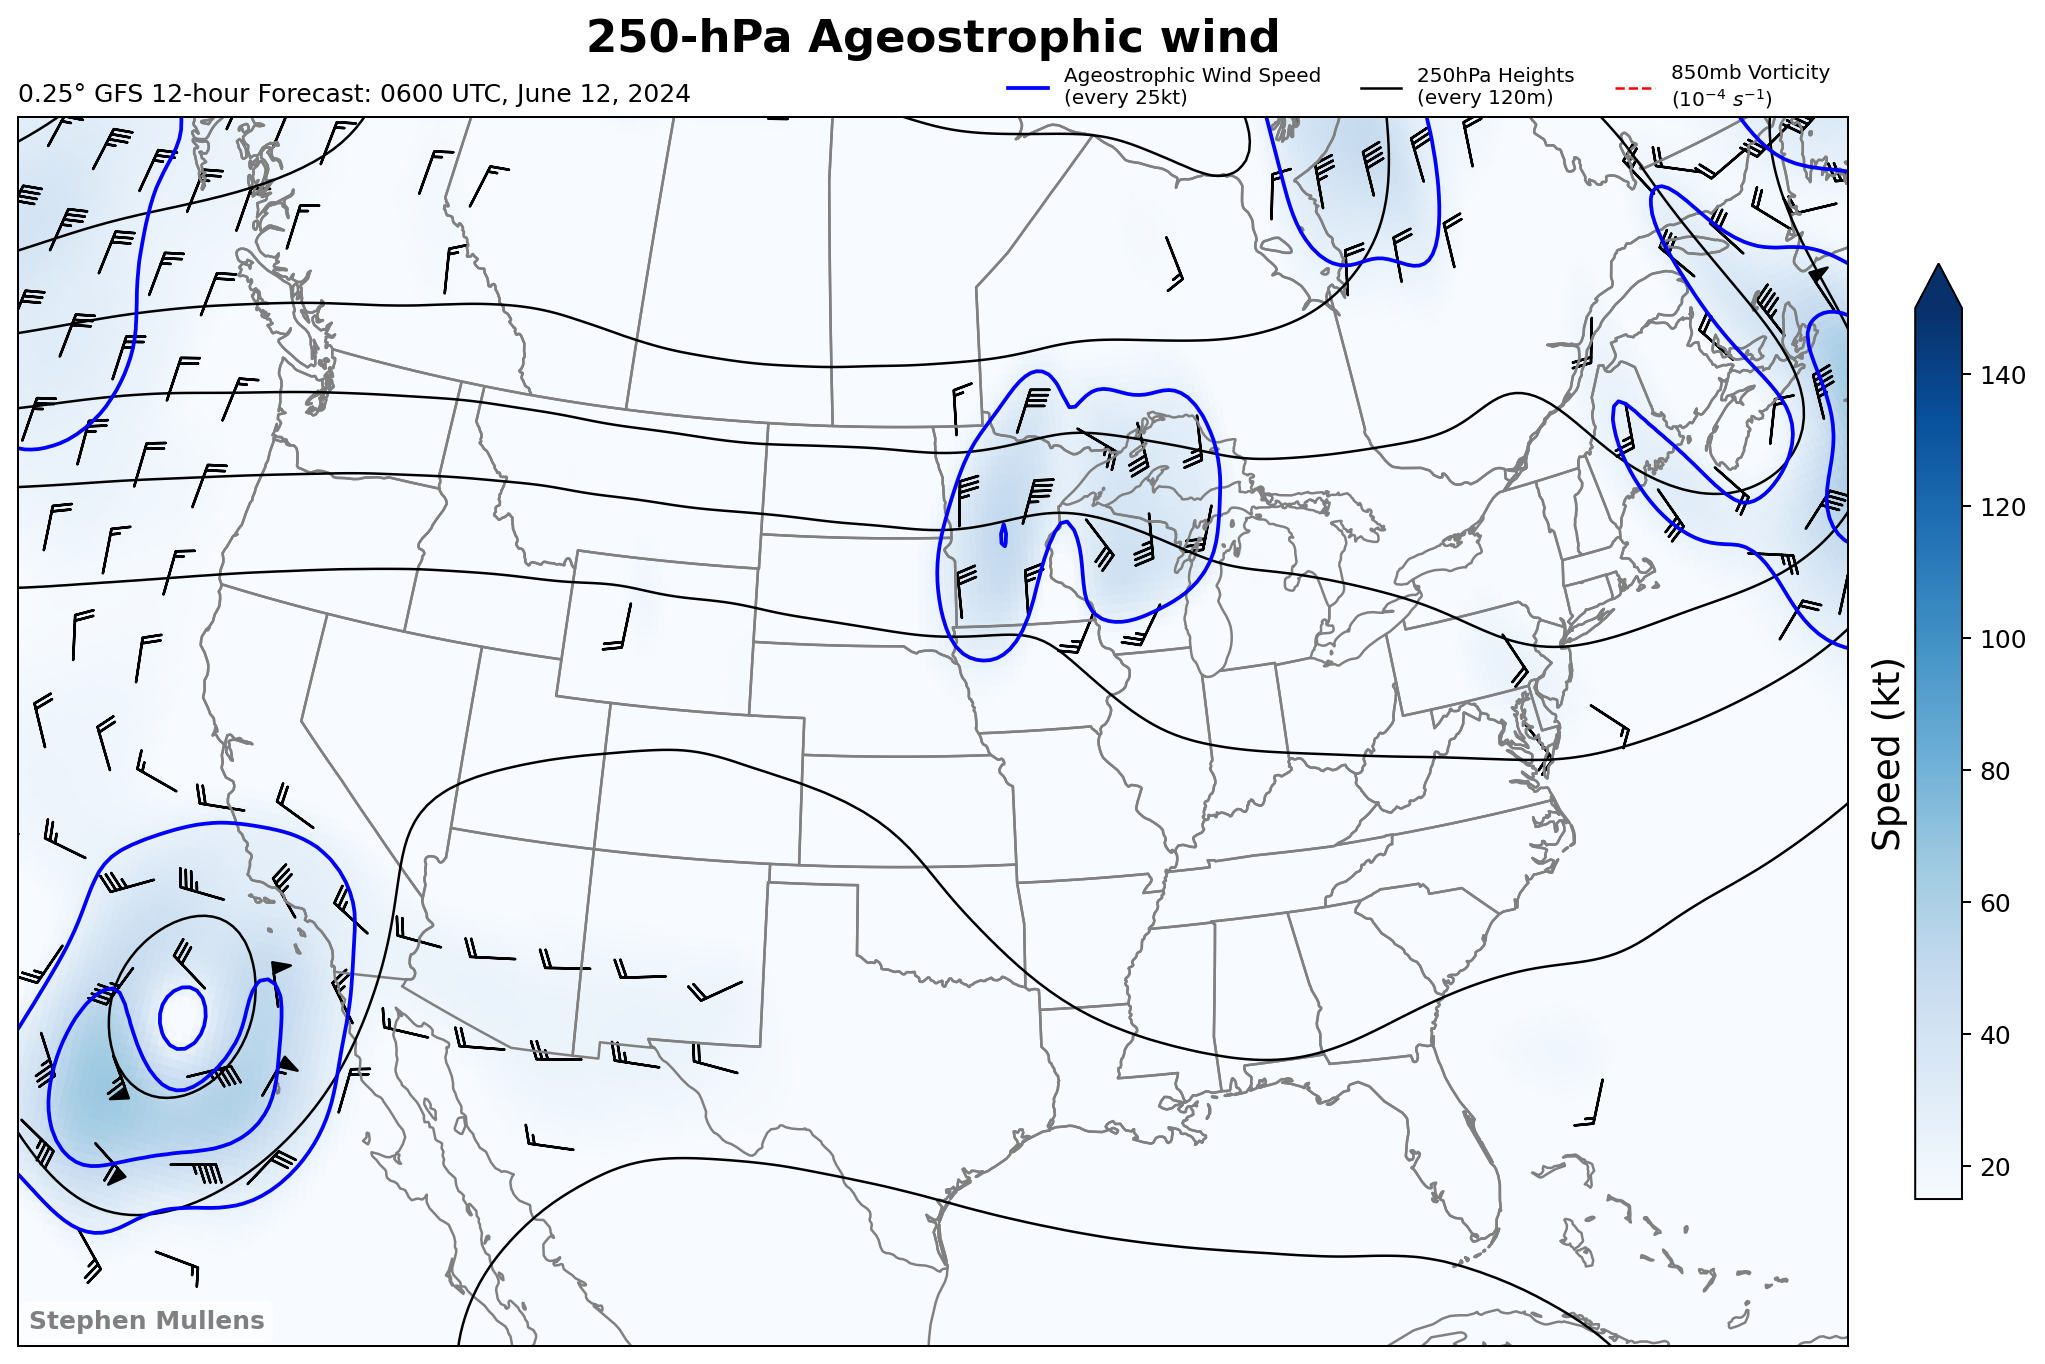 250-hPa Ageostrophic wind
0.25° GFS 12-hour Forecast: 0600 UTC, June 12, 2024
Ageostrophic Wind Speed
(every 25kt)
250hPa Heights
(every 120m)
850mb Vorticity
(10⁻⁴ s⁻¹)
140
120
100
80
60
40
20
Speed (kt)
Stephen Mullens